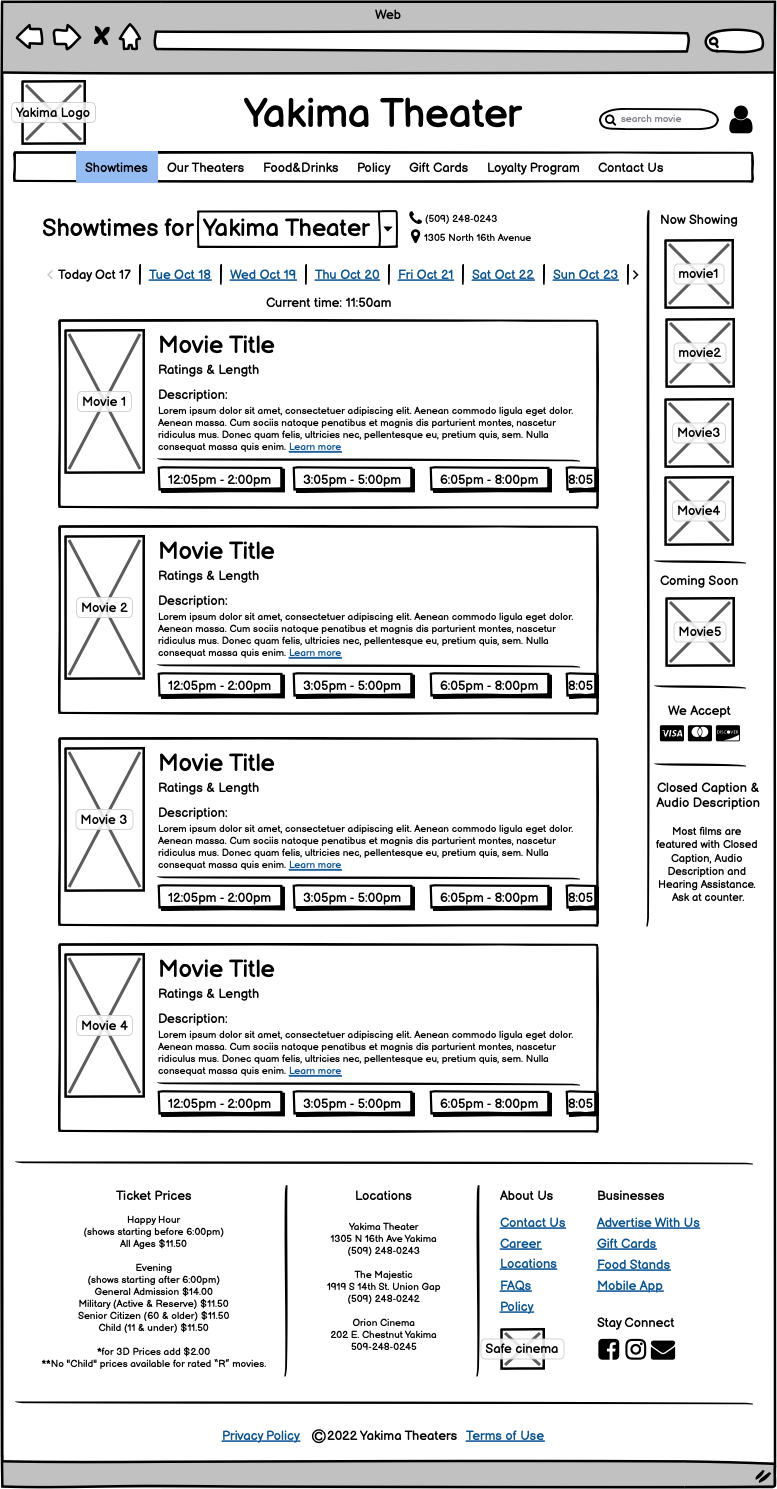 Web
Yakima Logo
Yakima Theater
search movie
Showtimes Our Theaters Food&Drinks Policy Gift Cards Loyalty Program Contact Us
Showtimes for Yakima Theater
(509) 248-0243
1305 North 16th Avenue
< Today Oct 17 | Tue Oct 18 | Wed Oct 19 | Thu Oct 20 | Fri Oct 21 | Sat Oct 22 | Sun Oct 23 | >
Current time: 11:50am
Movie 1
Movie Title
Ratings & Length
Description:
Lorem ipsum dolor sit amet, consectetuer adipiscing elit. Aenean commodo ligula eget dolor.
Aenean massa. Cum sociis natoque penatibus et magnis dis parturient montes, nascetur
ridiculus mus. Donec quam felis, ultricies nec, pellentesque eu, pretium quis, sem. Nulla
consequat massa quis enim. Learn more
12:05pm - 2:00pm 3:05pm - 5:00pm 6:05pm - 8:00pm 8:05
Movie 2
Movie Title
Ratings & Length
Description:
Lorem ipsum dolor sit amet, consectetuer adipiscing elit. Aenean commodo ligula eget dolor.
Aenean massa. Cum sociis natoque penatibus et magnis dis parturient montes, nascetur
ridiculus mus. Donec quam felis, ultricies nec, pellentesque eu, pretium quis, sem. Nulla
consequat massa quis enim. Learn more
12:05pm - 2:00pm 3:05pm - 5:00pm 6:05pm - 8:00pm 8:05
Movie 3
Movie Title
Ratings & Length
Description:
Lorem ipsum dolor sit amet, consectetuer adipiscing elit. Aenean commodo ligula eget dolor.
Aenean massa. Cum sociis natoque penatibus et magnis dis parturient montes, nascetur
ridiculus mus. Donec quam felis, ultricies nec, pellentesque eu, pretium quis, sem. Nulla
consequat massa quis enim. Learn more
12:05pm - 2:00pm 3:05pm - 5:00pm 6:05pm - 8:00pm 8:05
Movie 4
Movie Title
Ratings & Length
Description:
Lorem ipsum dolor sit amet, consectetuer adipiscing elit. Aenean commodo ligula eget dolor.
Aenean massa. Cum sociis natoque penatibus et magnis dis parturient montes, nascetur
ridiculus mus. Donec quam felis, ultricies nec, pellentesque eu, pretium quis, sem. Nulla
consequat massa quis enim. Learn more
12:05pm - 2:00pm 3:05pm - 5:00pm 6:05pm - 8:00pm 8:05
Now Showing
movie1
movie2
Movie3
Movie4
Coming Soon
Movie5
We Accept
VISA DISCOVER
Closed Caption &
Audio Description
Most films are
featured with Closed
Caption, Audio
Description and
Hearing Assistance.
Ask at counter.
Ticket Prices
Happy Hour
(shows starting before 6:00pm)
All Ages $11.50
Evening
(shows starting after 6:00pm)
General Admission $14.00
Military (Active & Reserve) $11.50
Senior Citizen (60 & older) $11.50
Child (11 & under) $11.50
*for 3D Prices add $2.00
**No "Child" prices available for rated "R" movies.
Locations
Yakima Theater
1305 N 16th Ave Yakima
(509) 248-0243
The Majestic
1919 S 14th St. Union Gap
(509) 248-0242
Orion Cinema
202 E. Chestnut Yakima
509-248-0245
About Us
Contact Us
Career
Locations
FAQs
Policy
Safe cinema
Businesses
Advertise With Us
Gift Cards
Food Stands
Mobile App
Stay Connect
Privacy Policy ©2022 Yakima Theaters Terms of Use